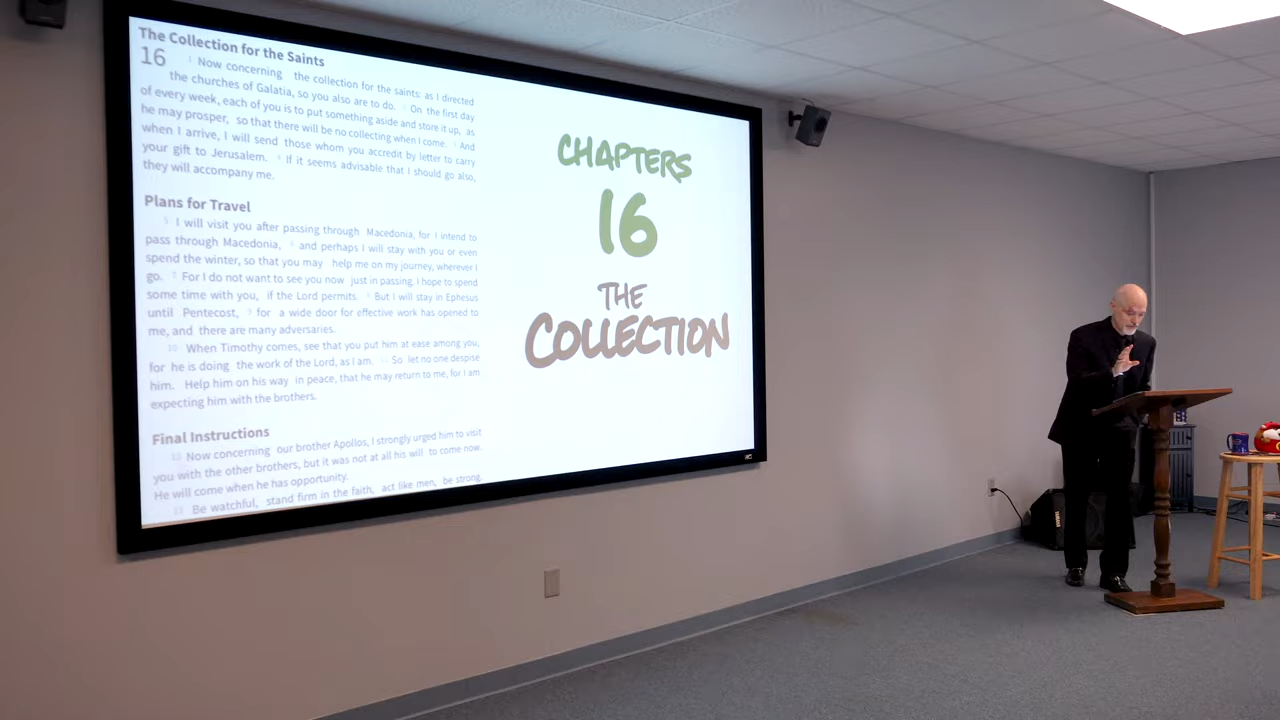 The Collection for the Saints
16 1 Now concerning the collection for the saints: as I directed
the churches of Galatia, so you also are to do. 2 On the first day
of every week, each of you is to put something aside and store it up, as
he may prosper, so that there will be no collecting when I come. 3 And
when I arrive, I will send those whom you accredit by letter to carry
your gift to Jerusalem. 4 If it seems advisable that I should go also,
they will accompany me.
Plans for Travel
5 I will visit you after passing through Macedonia, for I intend to
pass through Macedonia, 6 and perhaps I will stay with you or even
spend the winter, so that you may help me on my journey, wherever I
go. 7 For I do not want to see you now just in passing. I hope to spend
some time with you, if the Lord permits. 8 But I will stay in Ephesus
until Pentecost, 9 for a wide door for effective work has opened to
me, and there are many adversaries.
10 When Timothy comes, see that you put him at ease among you,
for he is doing the work of the Lord, as I am. 11 So let no one despise
him. Help him on his way in peace, that he may return to me, for I am
expecting him with the brothers.
Final Instructions
12 Now concerning our brother Apollos, I strongly urged him to visit
you with the other brothers, but it was not at all his will to come now.
He will come when he has opportunity.
13 Be watchful, stand firm in the faith, act like men, be strong.
CHAPTERS
16
THE
COLLECTION